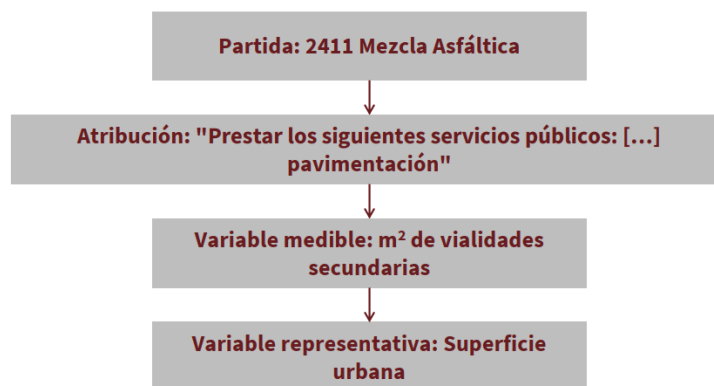 Partida: 2411 Mezcla Asfáltica
Atribución: "Prestar los siguientes servicios públicos: [...]
pavimentación"
Variable medible: m² de vialidades
secundarias
Variable representativa: Superficie
urbana